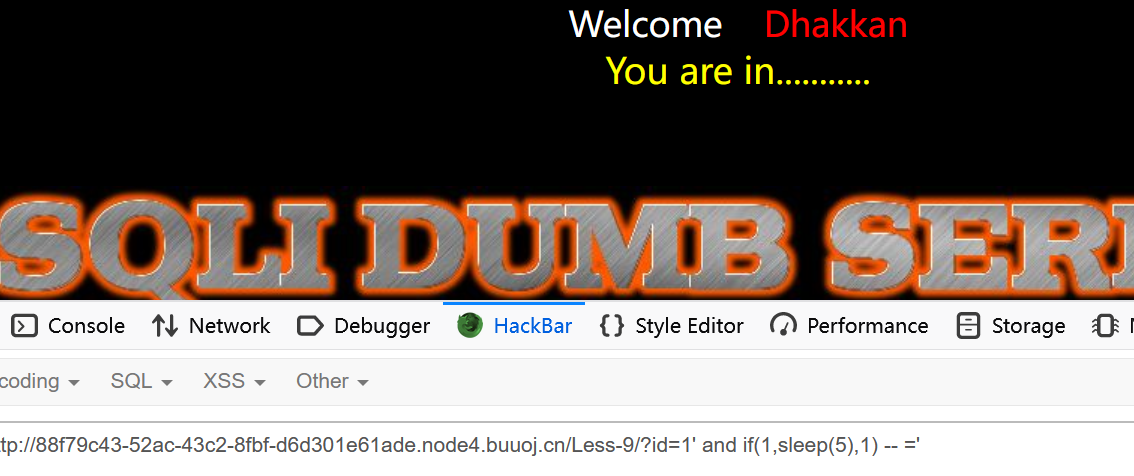 Welcome Dhakkan
You are in...........
SQLI DUMB SERI
Console Network Debugger HackBar Style Editor Performance Storage
coding SQL XSS Other
tp://88f79c43-52ac-43c2-8fbf-d6d301e61ade.node4.buuoj.cn/Less-9/?id=1' and if(1,sleep(5),1) -- ='